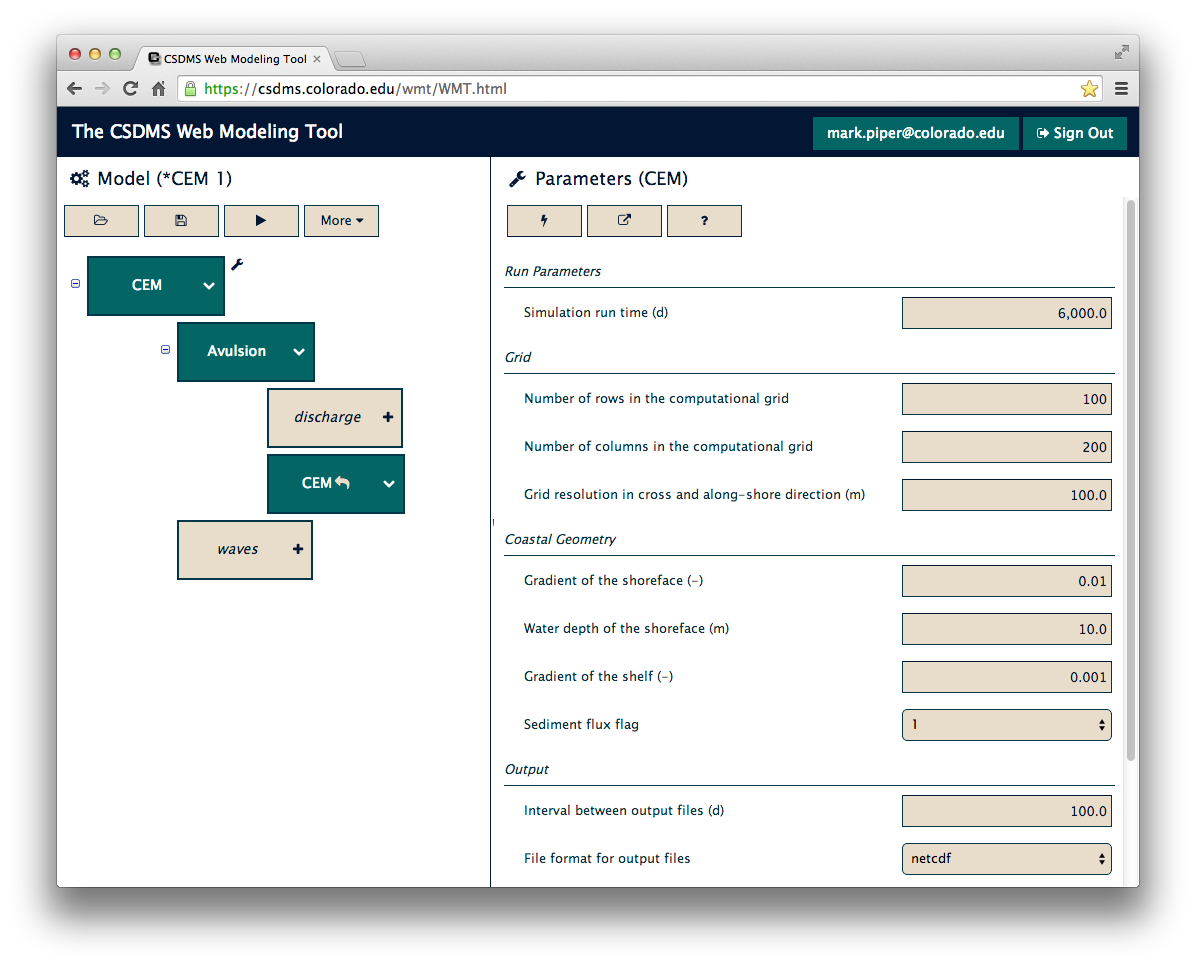 CSDMS Web Modeling Tool
https://csdms.colorado.edu/wmt/WMT.html
The CSDMS Web Modeling Tool
mark.piper@colorado.edu
Sign Out
Model (*CEM 1)
More
CEM
Avulsion
discharge
CEM
waves
Parameters (CEM)
?
Run Parameters
Simulation run time (d) 6,000.0
Grid
Number of rows in the computational grid 100
Number of columns in the computational grid 200
Grid resolution in cross and along-shore direction (m) 100.0
Coastal Geometry
Gradient of the shoreface (-) 0.01
Water depth of the shoreface (m) 10.0
Gradient of the shelf (-) 0.001
Sediment flux flag 1
Output
Interval between output files (d) 100.0
File format for output files netcdf